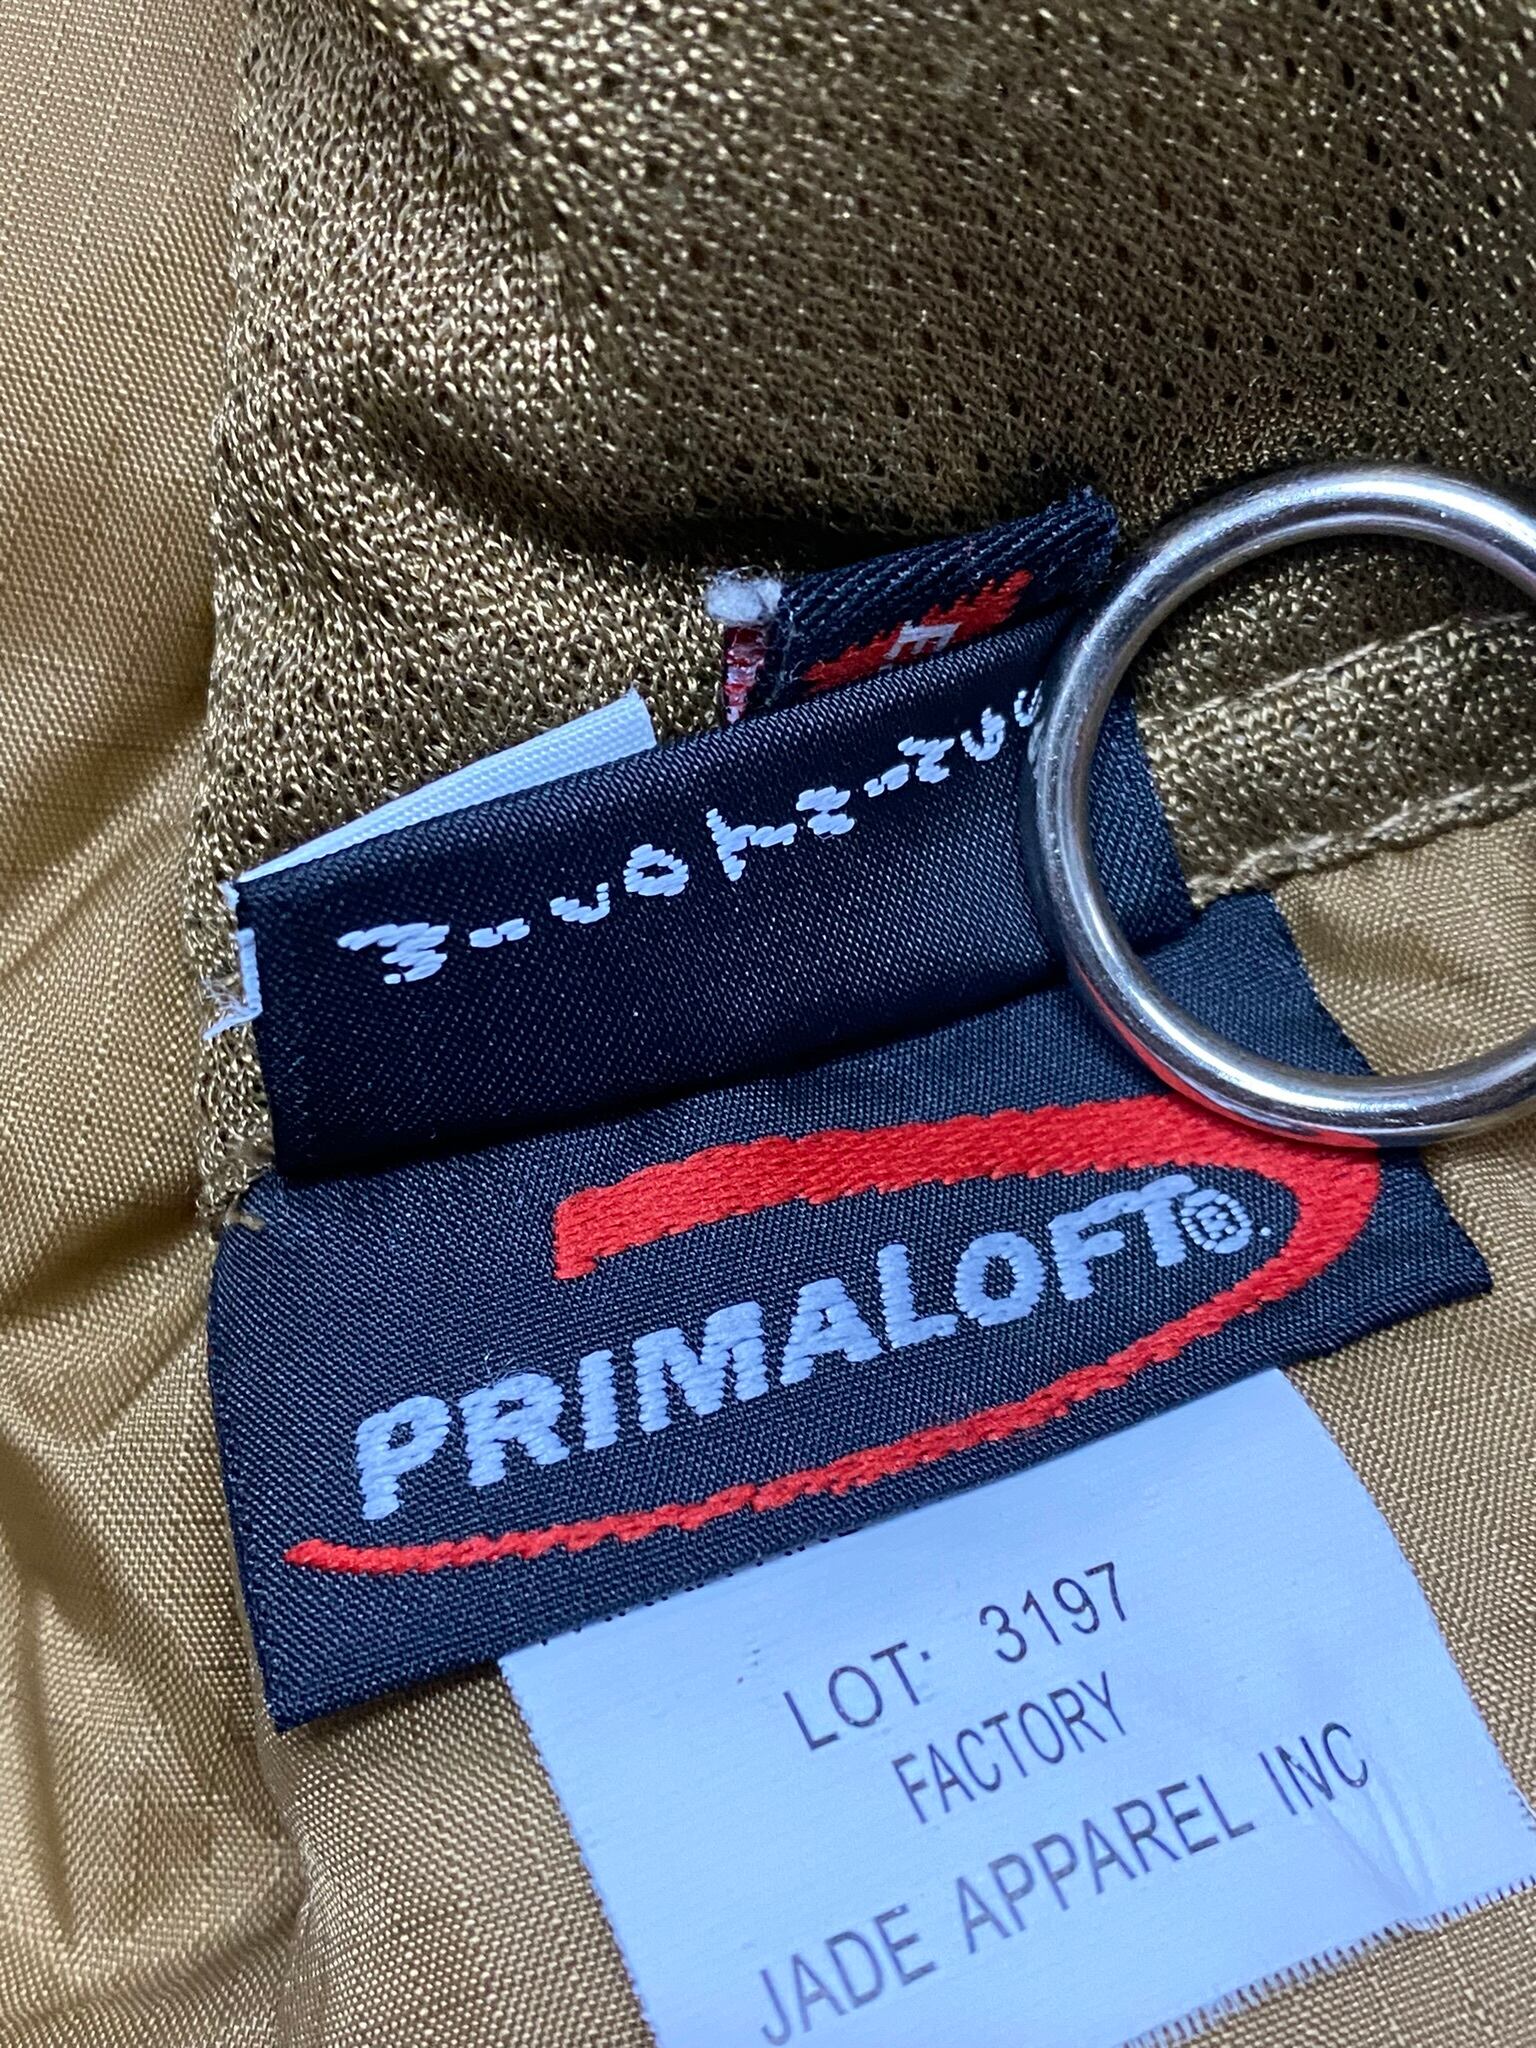 E
PRIMALOFT®
LOT: 3197
FACTORY
JADE APPAREL INC